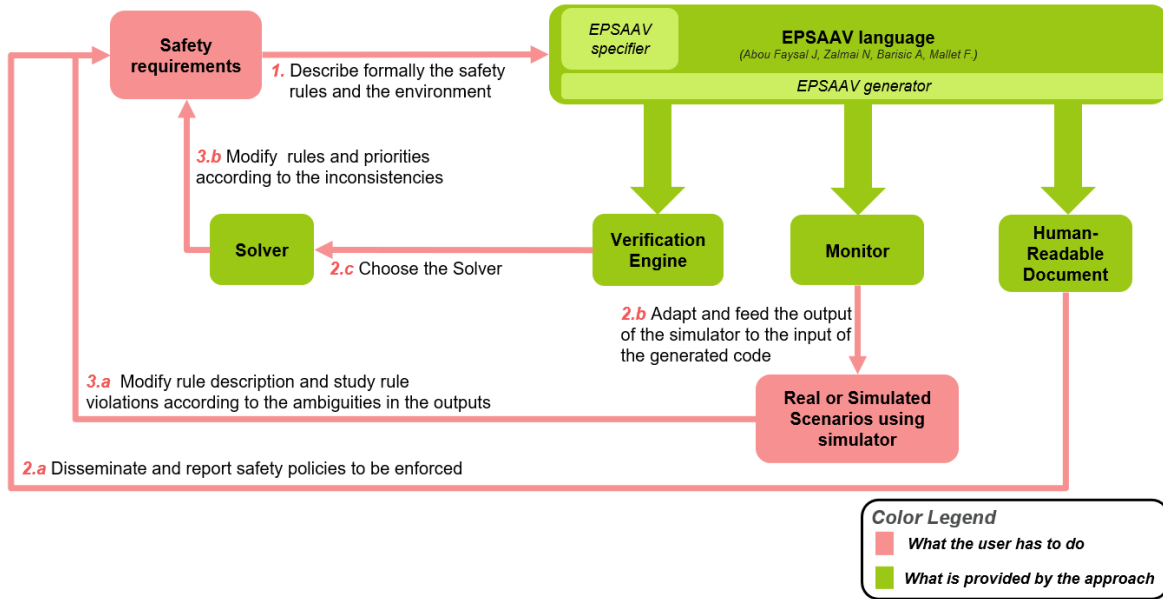 Safety
requirements
1. Describe formally the safety
rules and the environment
EPSAAV
specifier
EPSAAV language
(Abou Faysal J, Zalmai N, Barisic A, Mallet F.)
EPSAAV generator
3.b Modify rules and priorities
according to the inconsistencies
Solver
2.c Choose the Solver
Verification
Engine
Monitor
Human-
Readable
Document
2.b Adapt and feed the output
of the simulator to the input of
the generated code
3.a Modify rule description and study rule
violations according to the ambiguities in the outputs
Real or Simulated
Scenarios using
simulator
2.a Disseminate and report safety policies to be enforced
Color Legend
What the user has to do
What is provided by the approach